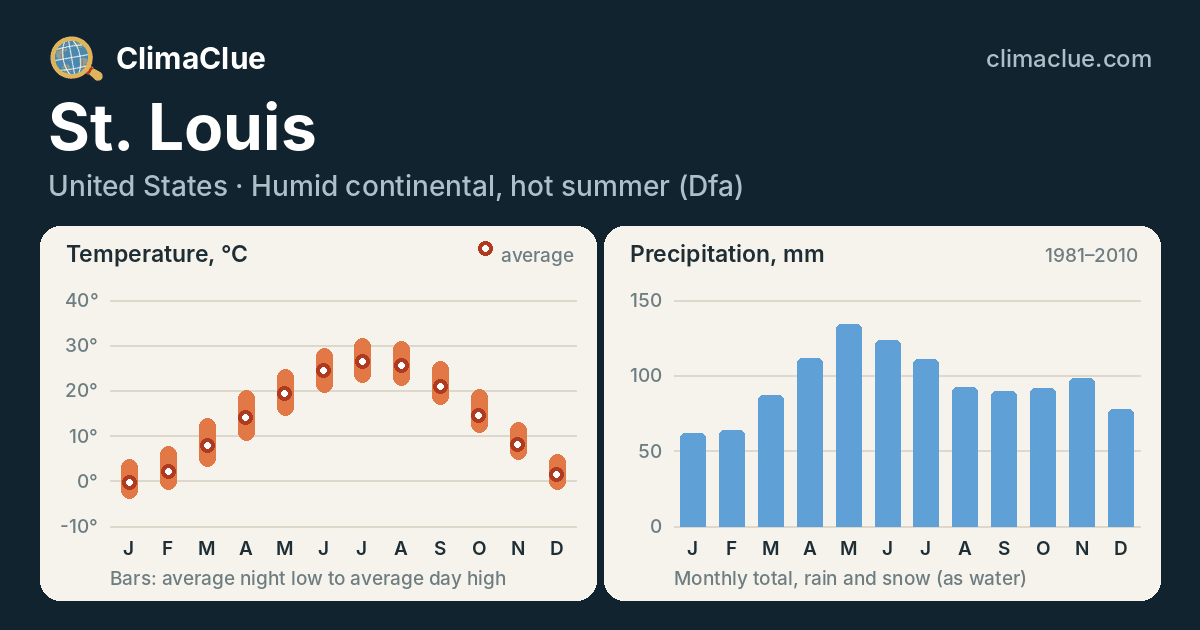 ClimaClue
climaclue.com
St. Louis
United States · Humid continental, hot summer (Dfa)
Temperature, °C
average
40°
30°
20°
10°
0°
-10°
J F M A M J J A S O N D
Bars: average night low to average day high
Precipitation, mm
1981–2010
150
100
50
0
J F M A M J J A S O N D
Monthly total, rain and snow (as water)